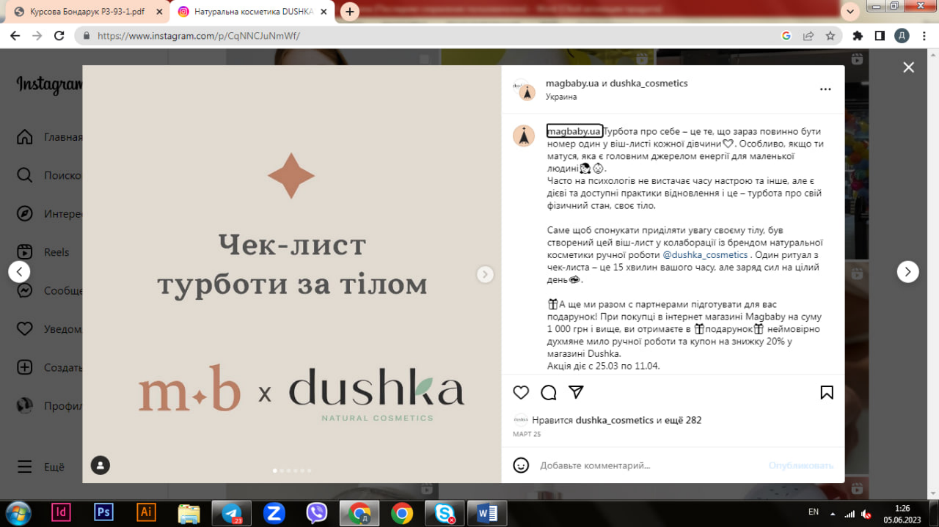 Курсова Бондарук РЗ-93-1.pdf
Натуральна косметика DUSHKA
https://www.instagram.com/p/CqNNCJuNmWf/
Instagram
Главная
Поиско
Интерес
Reels
Сообще
Уведом
Создать
Профил
Ещё
Чек-лист
турботи за тілом
m b x dushka
NATURAL COSMETICS
magbaby.ua и dushka_cosmetics
Украина
magbaby.ua Турбота про себе – це те, що зараз повинно бути
номер один у віш-листі кожної дівчини🤍. Особливо, якщо ти
матуся, яка є головним джерелом енергії для маленької
людині
Часто на психологів не вистачає часу настрою та інше, але є
дієві та доступні практики відновлення і це – турбота про свій
фізичний стан, своє тіло.
Саме щоб спонукати приділяти увагу своєму тілу, був
створений цей віш-лист у колаборації із брендом натуральної
косметики ручної роботи @dushka_cosmetics . Один ритуал з
чек-листа – це 15 хвилин вашого часу, але заряд сил на цілий
день
🎁А ще ми разом с партнерами підготувати для вас
подарунок! При покупці в інтернет магазині Magbaby на суму
1 000 грн і вище, ви отримаєте в 🎁подарунок🎁 неймовірно
духмяне мило ручної роботи та купон на знижку 20% у
магазині Dushka.
Акція діє с 25.03 по 11.04.
Нравится dushka_cosmetics и ещё 282
МАРТ 25
Добавьте комментарий...
Опубликовать
Id Ps Ai 23 Z W
EN 1:26
05.06.2023